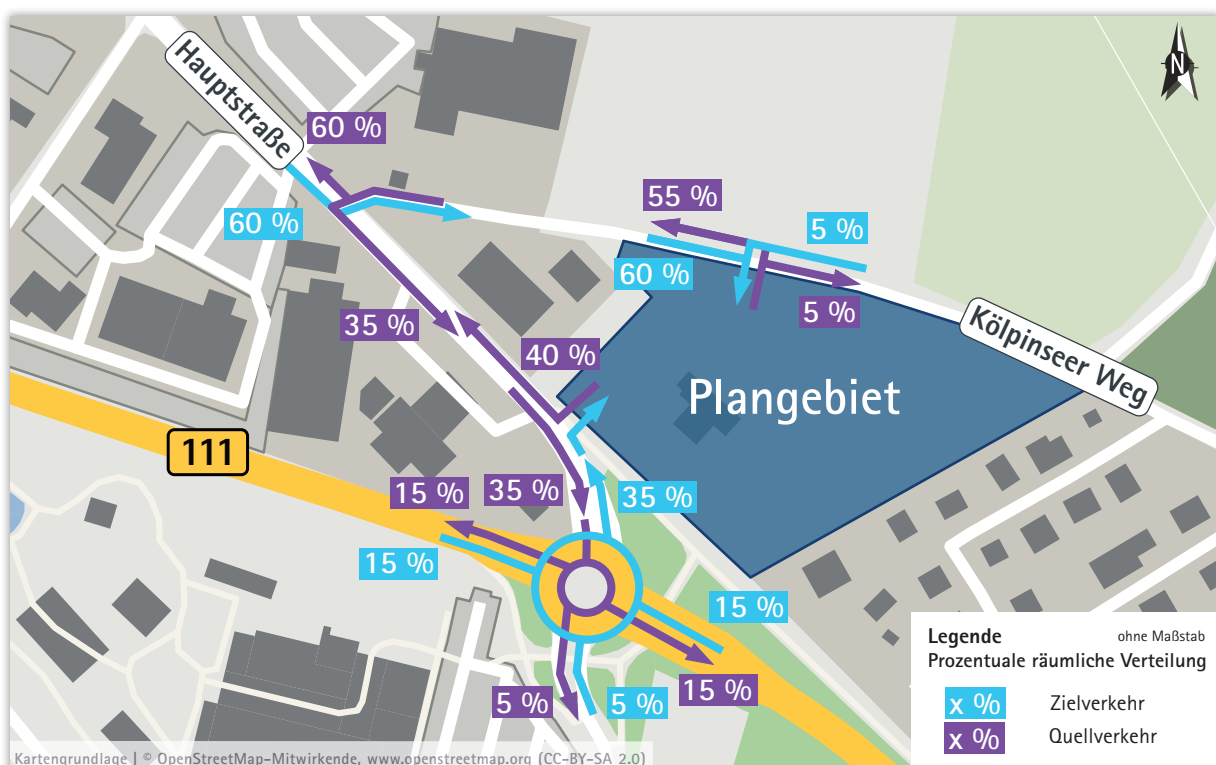 Hauptstraße
60 %
N
55 %
5 %
60 %
60 %
5 %
35 %
40 %
Kölpinseer Weg
Plangebiet
111
15 %
35 %
35 %
15 %
15 %
5 %
5 %
15 %
Legende
ohne Maßstab
Prozentuale räumliche Verteilung
x % Zielverkehr
x % Quellverkehr
Kartengrundlage | © OpenStreetMap-Mitwirkende, www.openstreetmap.org (CC-BY-SA 2.0)